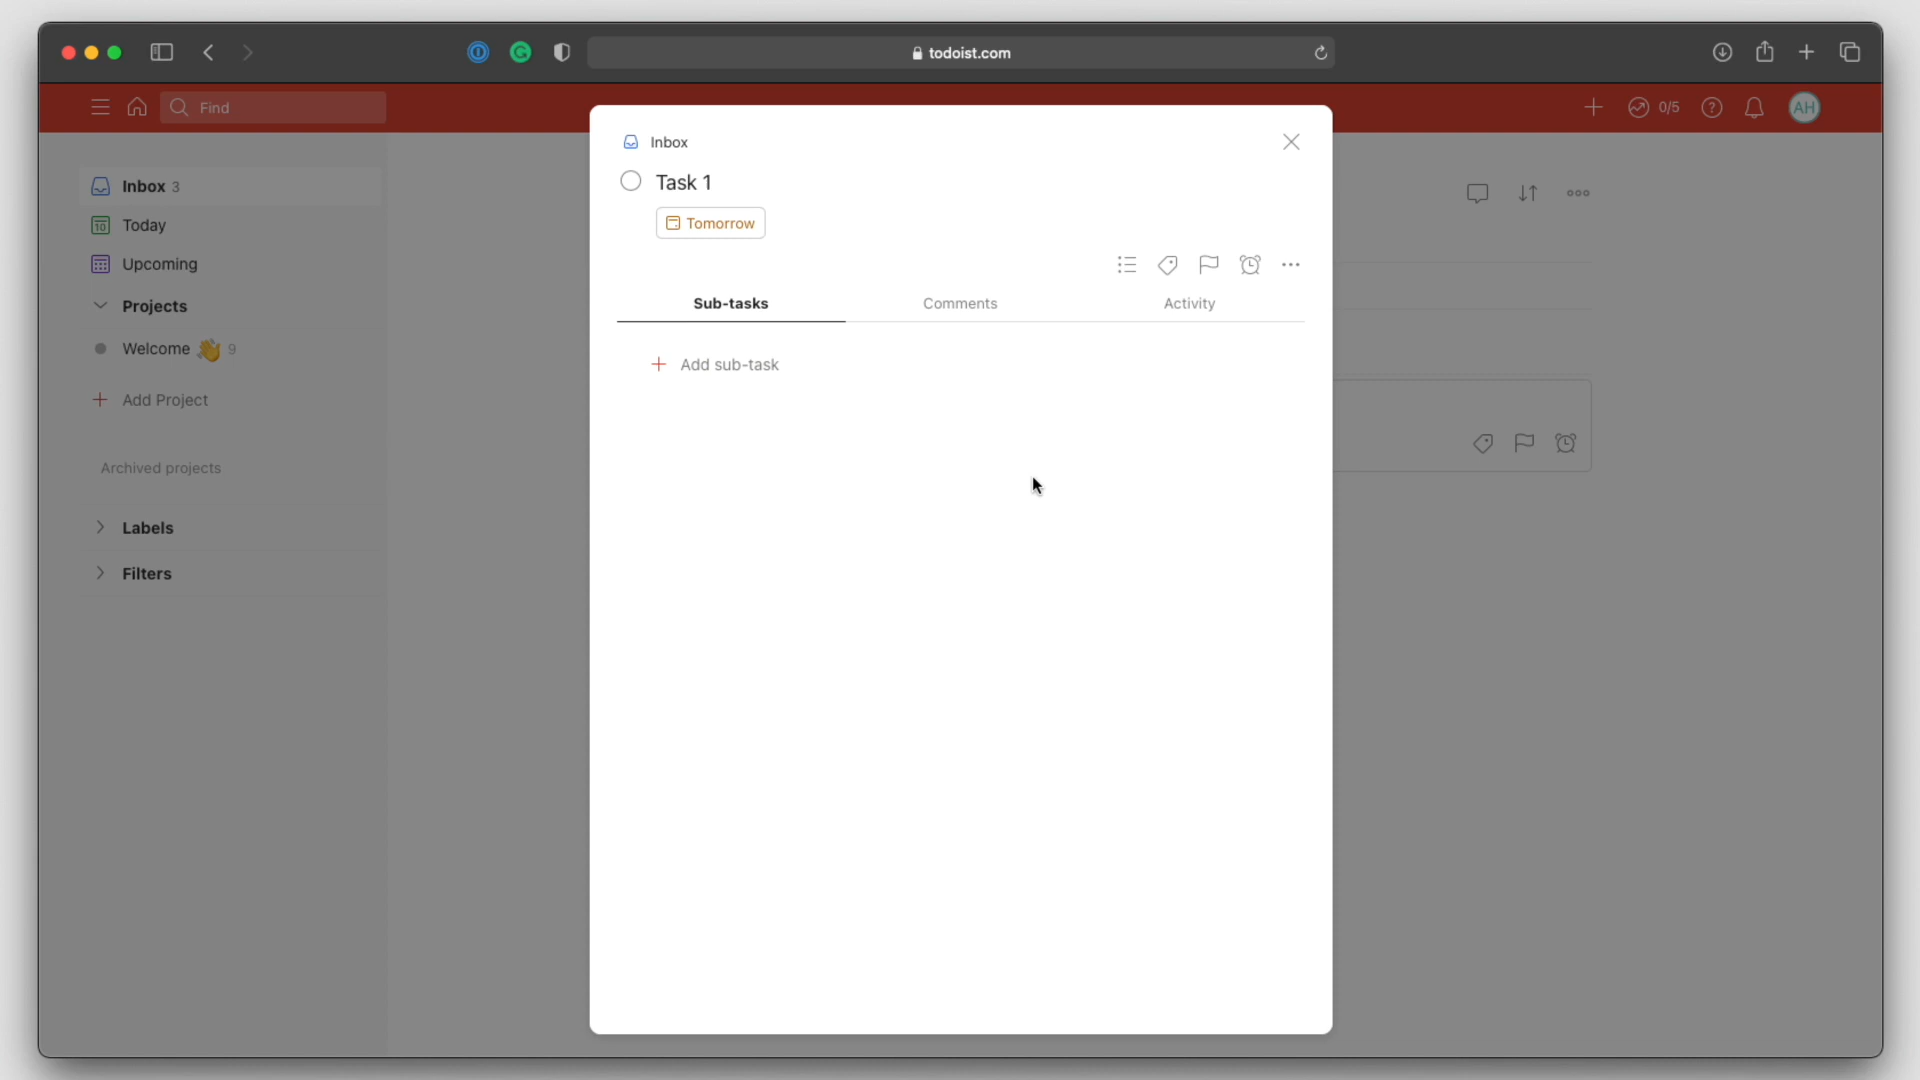 todoist.com
Find
0/5
AH
Inbox 3
10 Today
Upcoming
Projects
Welcome 👋 9
Add Project
Archived projects
Labels
Filters
Inbox
Task 1
Tomorrow
Sub-tasks Comments Activity
Add sub-task